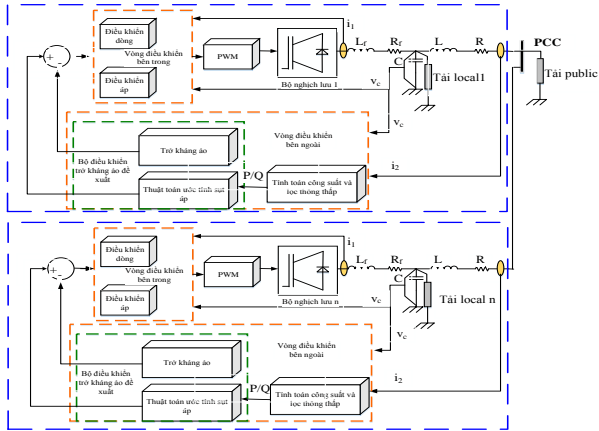 Điều khiển
dòng
Vòng điều khiển
bên trong
Điều khiển
áp
PWM
Bộ nghịch lưu 1
i1
Lf
Rf
L
R
PCC
Tải public
C
Tải local1
vc
vc
Vòng điều khiển
bên ngoài
i2
Trở kháng áo
Bộ điều khiển
trở kháng áo đề
xuất
Thuật toán ước tính sụt
áp
P/Q
Tính toán công suất và
lọc thông thấp
Điều khiển
dòng
Vòng điều khiển
bên trong
Điều khiển
áp
PWM
Bộ nghịch lưu n
i1
Lf
Rf
L
R
C
Tải local n
vc
vc
Vòng điều khiển
bên ngoài
i2
Trở kháng áo
Bộ điều khiển
trở kháng áo đề
xuất
Thuật toán ước tính sụt
áp
P/Q
Tính toán công suất và
lọc thông thấp